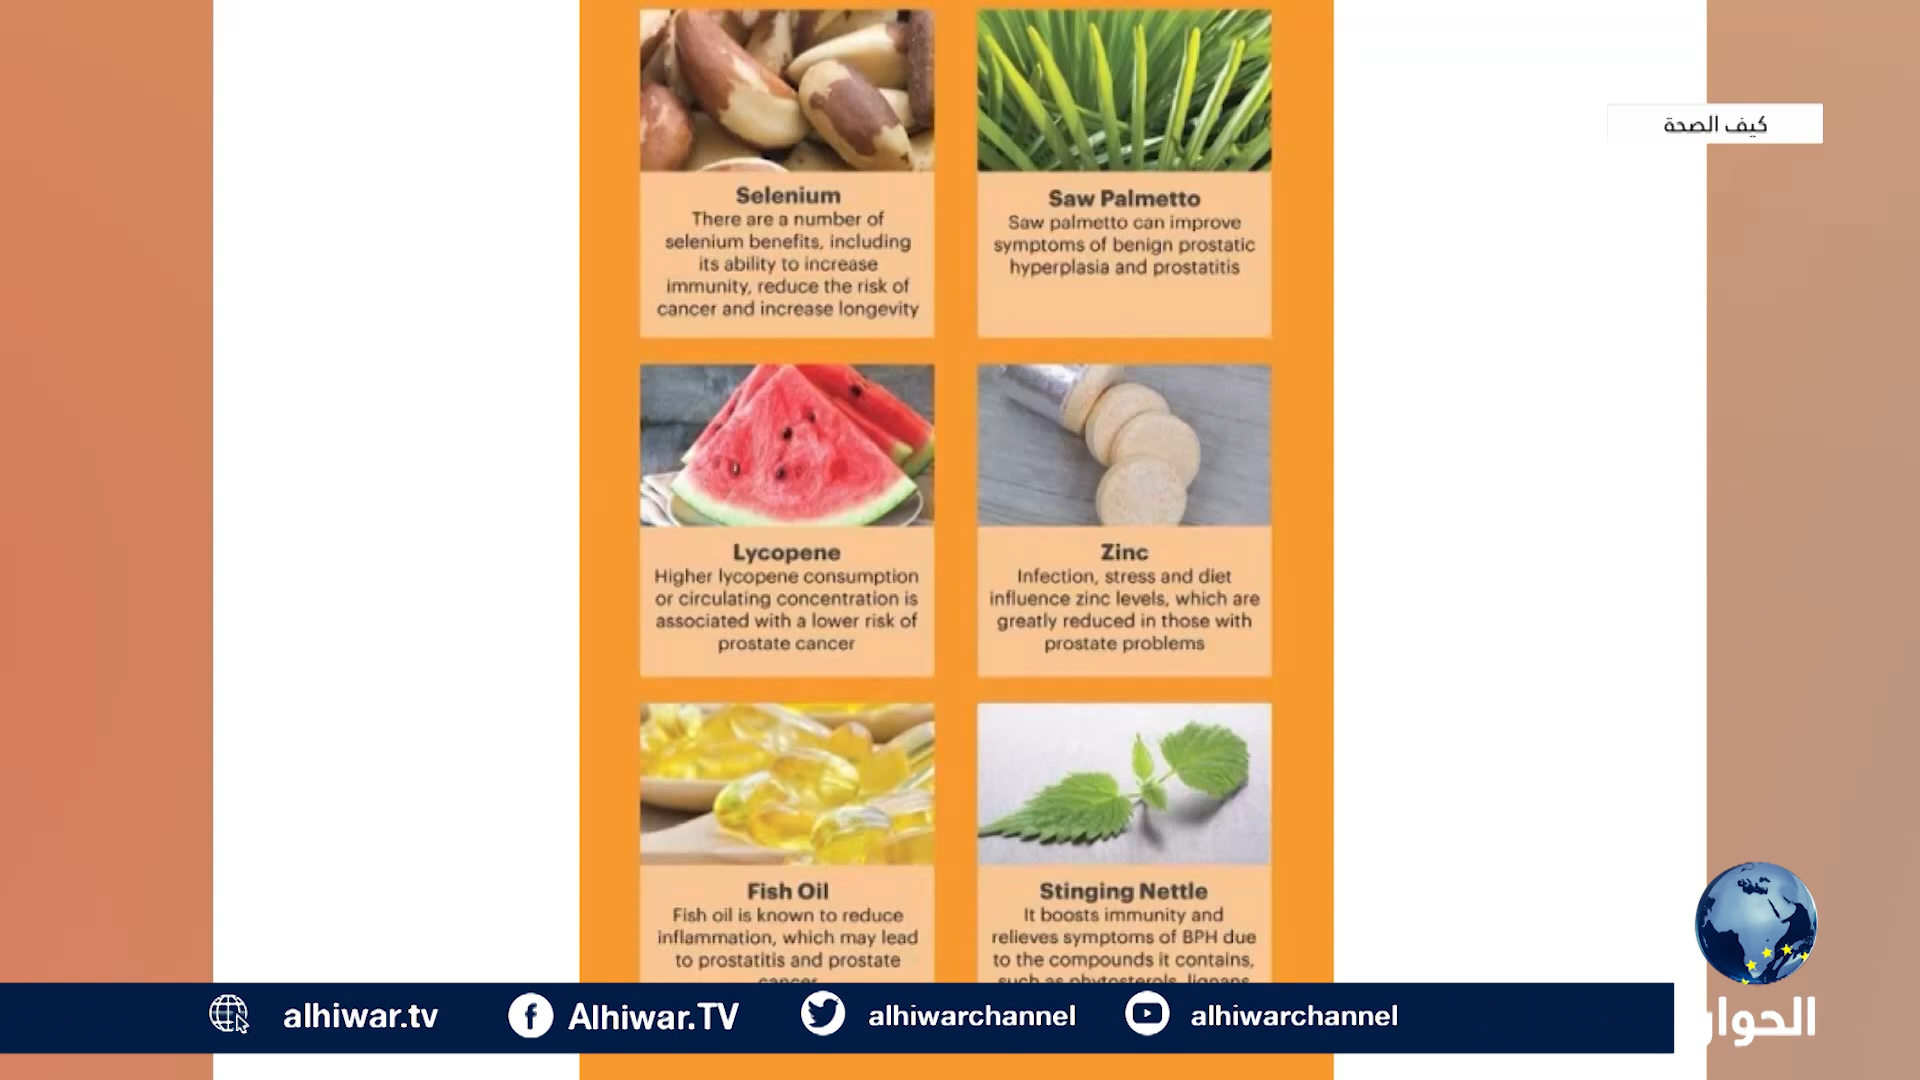 كيف الصحة
Selenium
There are a number of
selenium benefits, including
its ability to increase
immunity, reduce the risk of
cancer and increase longevity
Saw Palmetto
Saw palmetto can improve
symptoms of benign prostatic
hyperplasia and prostatitis
Lycopene
Higher lycopene consumption
or circulating concentration is
associated with a lower risk of
prostate cancer
Zinc
Infection, stress and diet
influence zinc levels, which are
greatly reduced in those with
prostate problems
Fish Oil
Fish oil is known to reduce
inflammation, which may lead
to prostatitis and prostate
cancer
Stinging Nettle
It boosts immunity and
relieves symptoms of BPH due
to the compounds it contains,
such as phytosterols, lignans
alhiwar.tv
Alhiwar.TV
alhiwarchannel
alhiwarchannel
الحوار